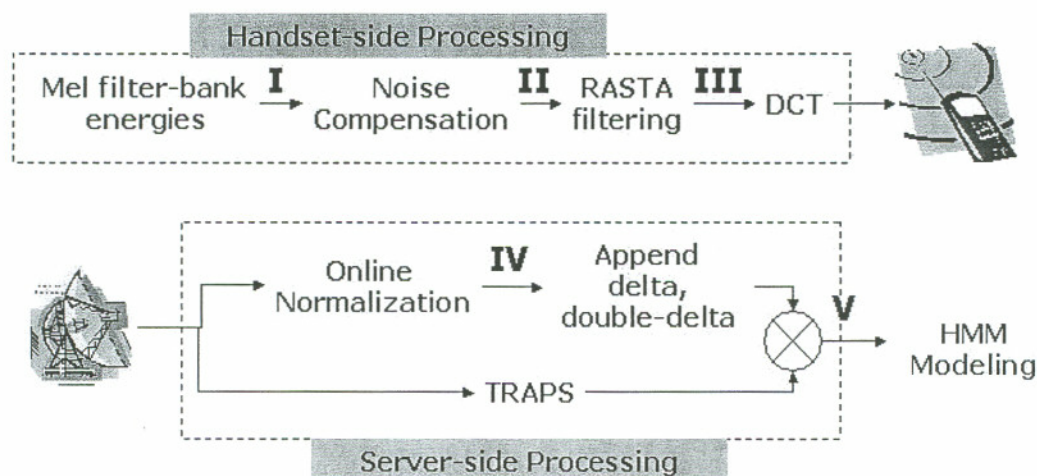 Handset-side Processing
I
II
III
Mel filter-bank
energies
Noise
Compensation
RASTA
filtering
DCT
Online
Normalization
IV
Append
delta,
double-delta
V
HMM
Modeling
TRAPS
Server-side Processing